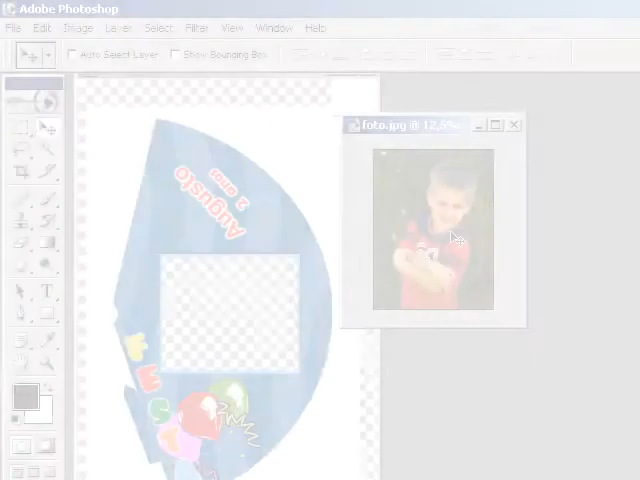 Adobe Photoshop
File Edit Image Layer Select Filter View Window Help
Auto Select Layer Show Bounding Box
foto.jpg @ 12,5%
Augusto
2 anos